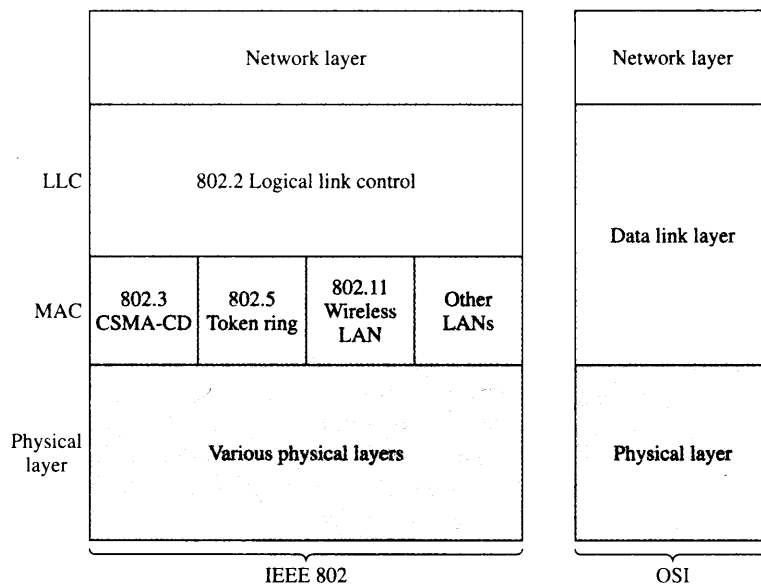 Network layer
Network layer
LLC
802.2 Logical link control
Data link layer
MAC
802.3
CSMA-CD
802.5
Token ring
802.11
Wireless
LAN
Other
LANs
Physical
layer
Various physical layers
Physical layer
IEEE 802
OSI